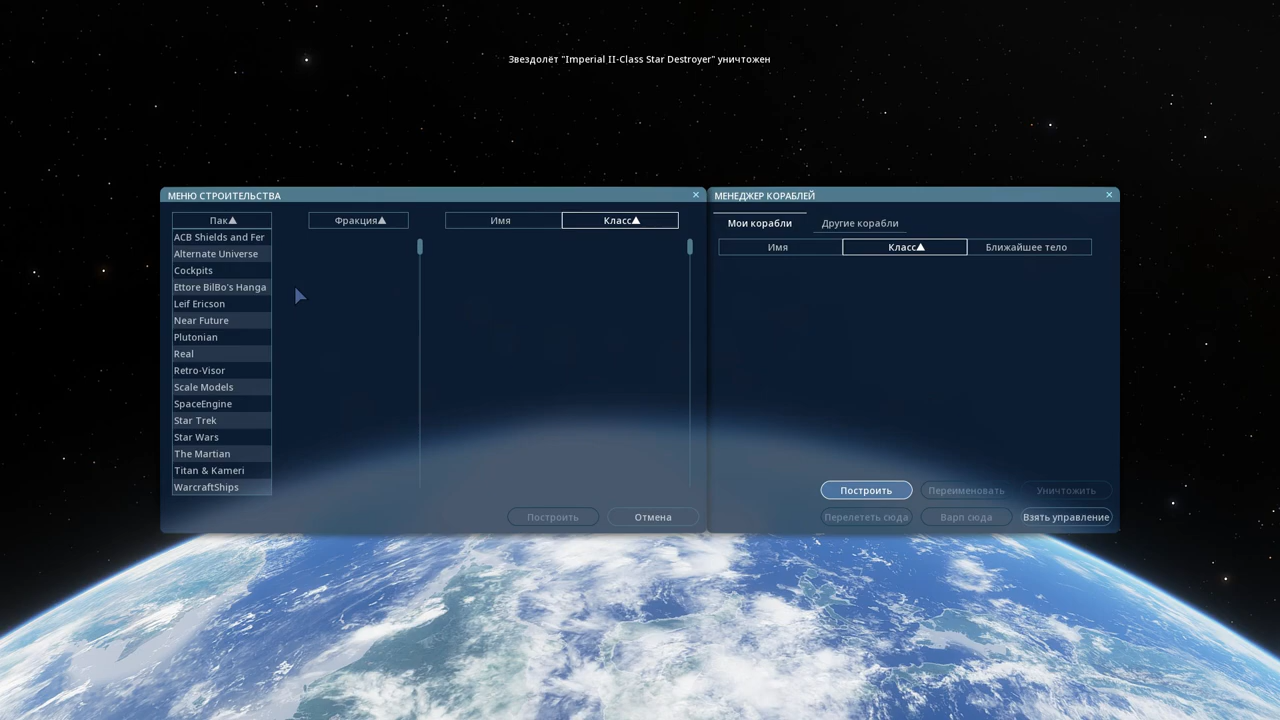 Звездолёт "Imperial II-Class Star Destroyer" уничтожен
МЕНЮ СТРОИТЕЛЬСТВА
Пак▲ Фракция▲ Имя Класс▲
ACB Shields and Fer
Alternate Universe
Cockpits
Ettore BilBo's Hanga
Leif Ericson
Near Future
Plutonian
Real
Retro-Visor
Scale Models
SpaceEngine
Star Trek
Star Wars
The Martian
Titan & Kameri
WarcraftShips
Построить Отмена
МЕНЕДЖЕР КОРАБЛЕЙ
Мои корабли Другие корабли
Имя Класс▲ Ближайшее тело
Построить Переименовать Уничтожить
Перелететь сюда Варп сюда Взять управление